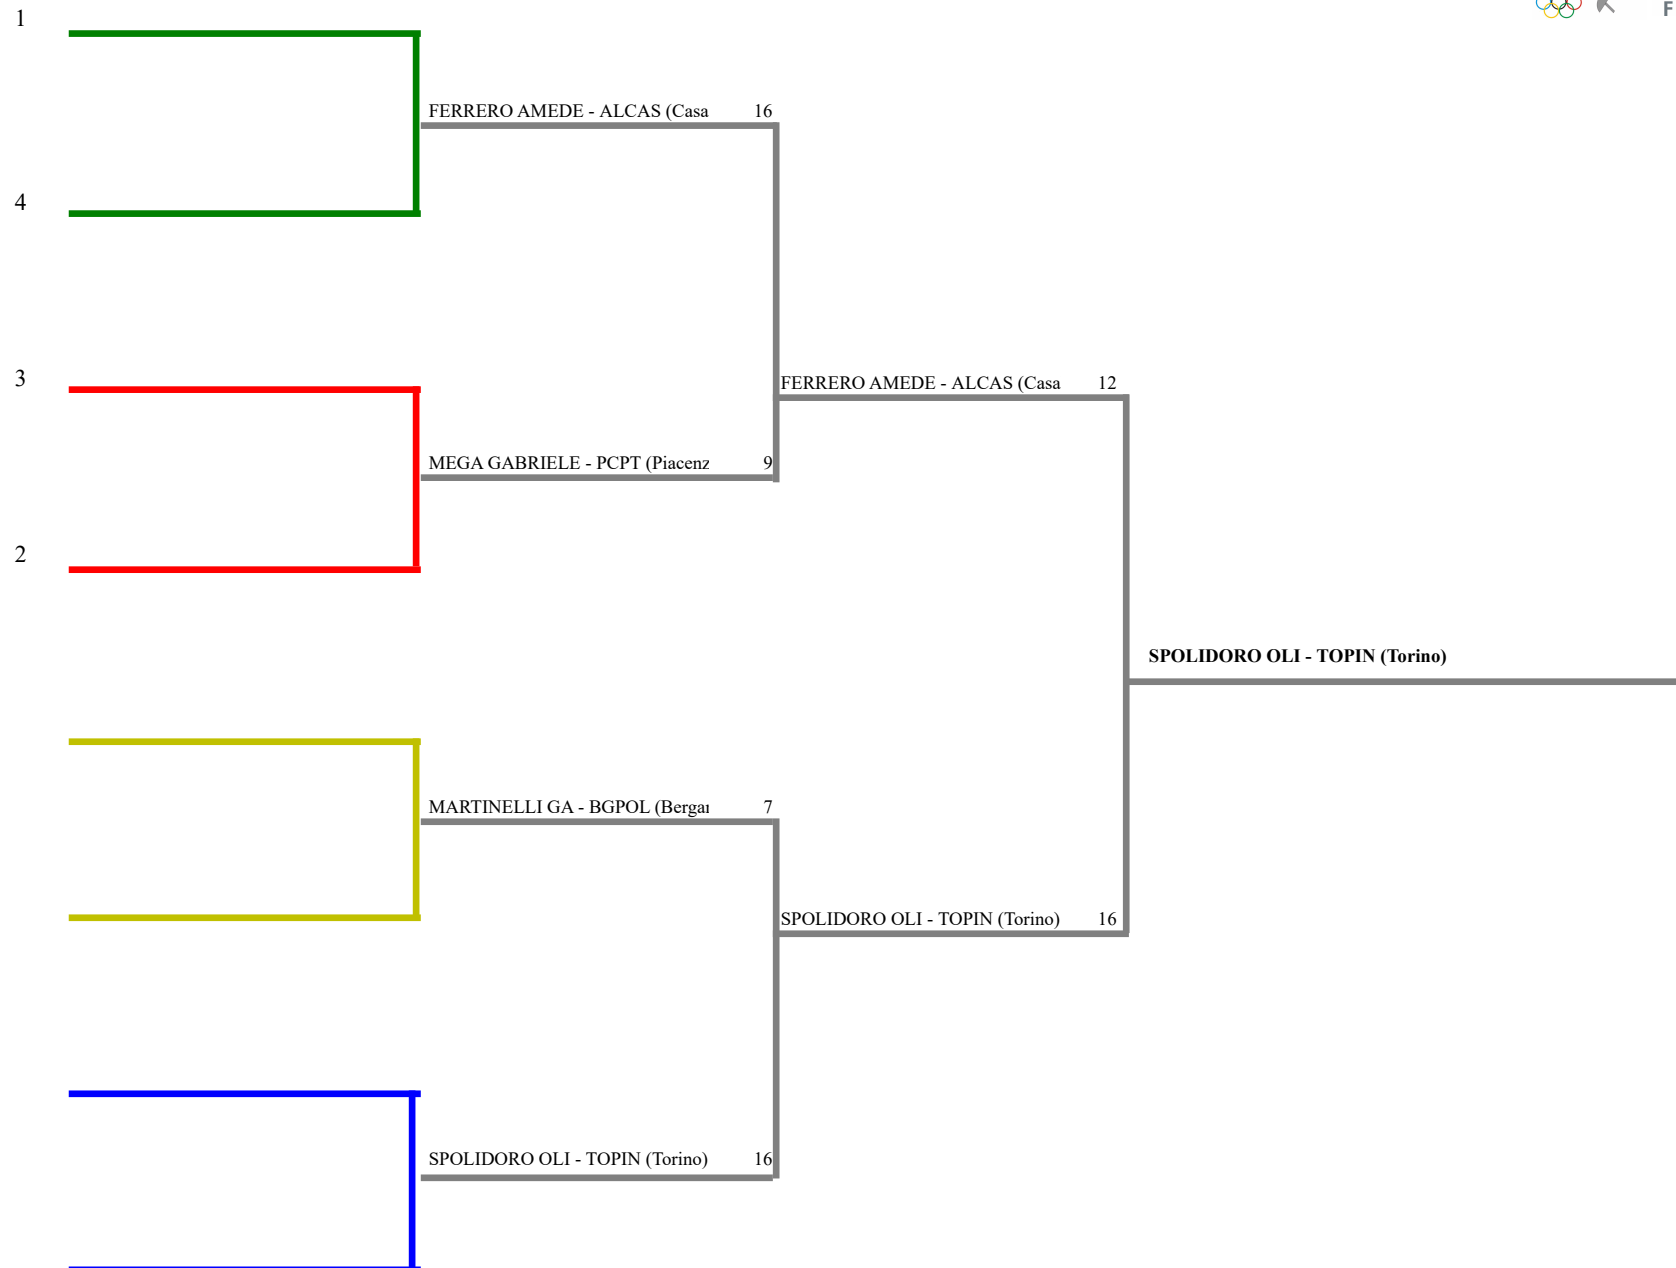 1
F
FERRERO AMEDE - ALCAS (Casa 16
4
3
FERRERO AMEDE - ALCAS (Casa 12
MEGA GABRIELE - PCPT (Piacenz 9
2
SPOLIDORO OLI - TOPIN (Torino)
MARTINELLI GA - BGPOL 7
SPOLIDORO OLI - TOPIN (Torino) 16
SPOLIDORO OLI - TOPIN (Torino) 16